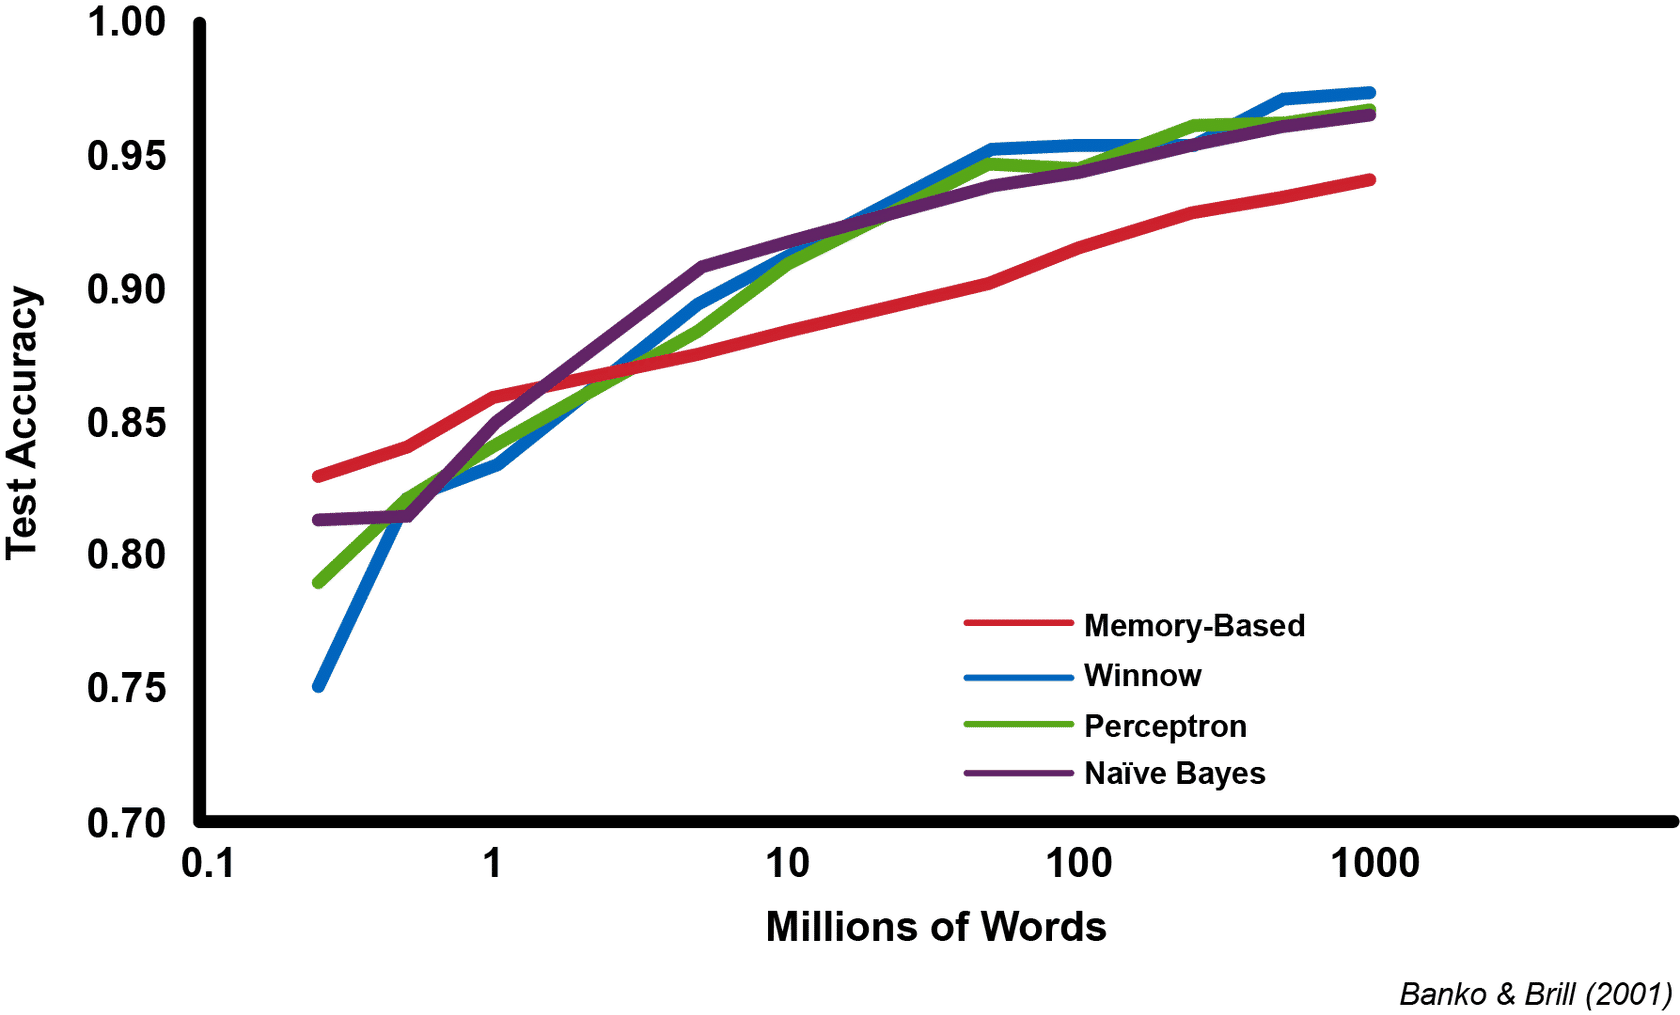 1.00
0.95
0.90
0.85
0.80
0.75
0.70
Test Accuracy
Memory-Based
Winnow
Perceptron
Naïve Bayes
0.1 1 10 100 1000
Millions of Words
Banko & Brill (2001)